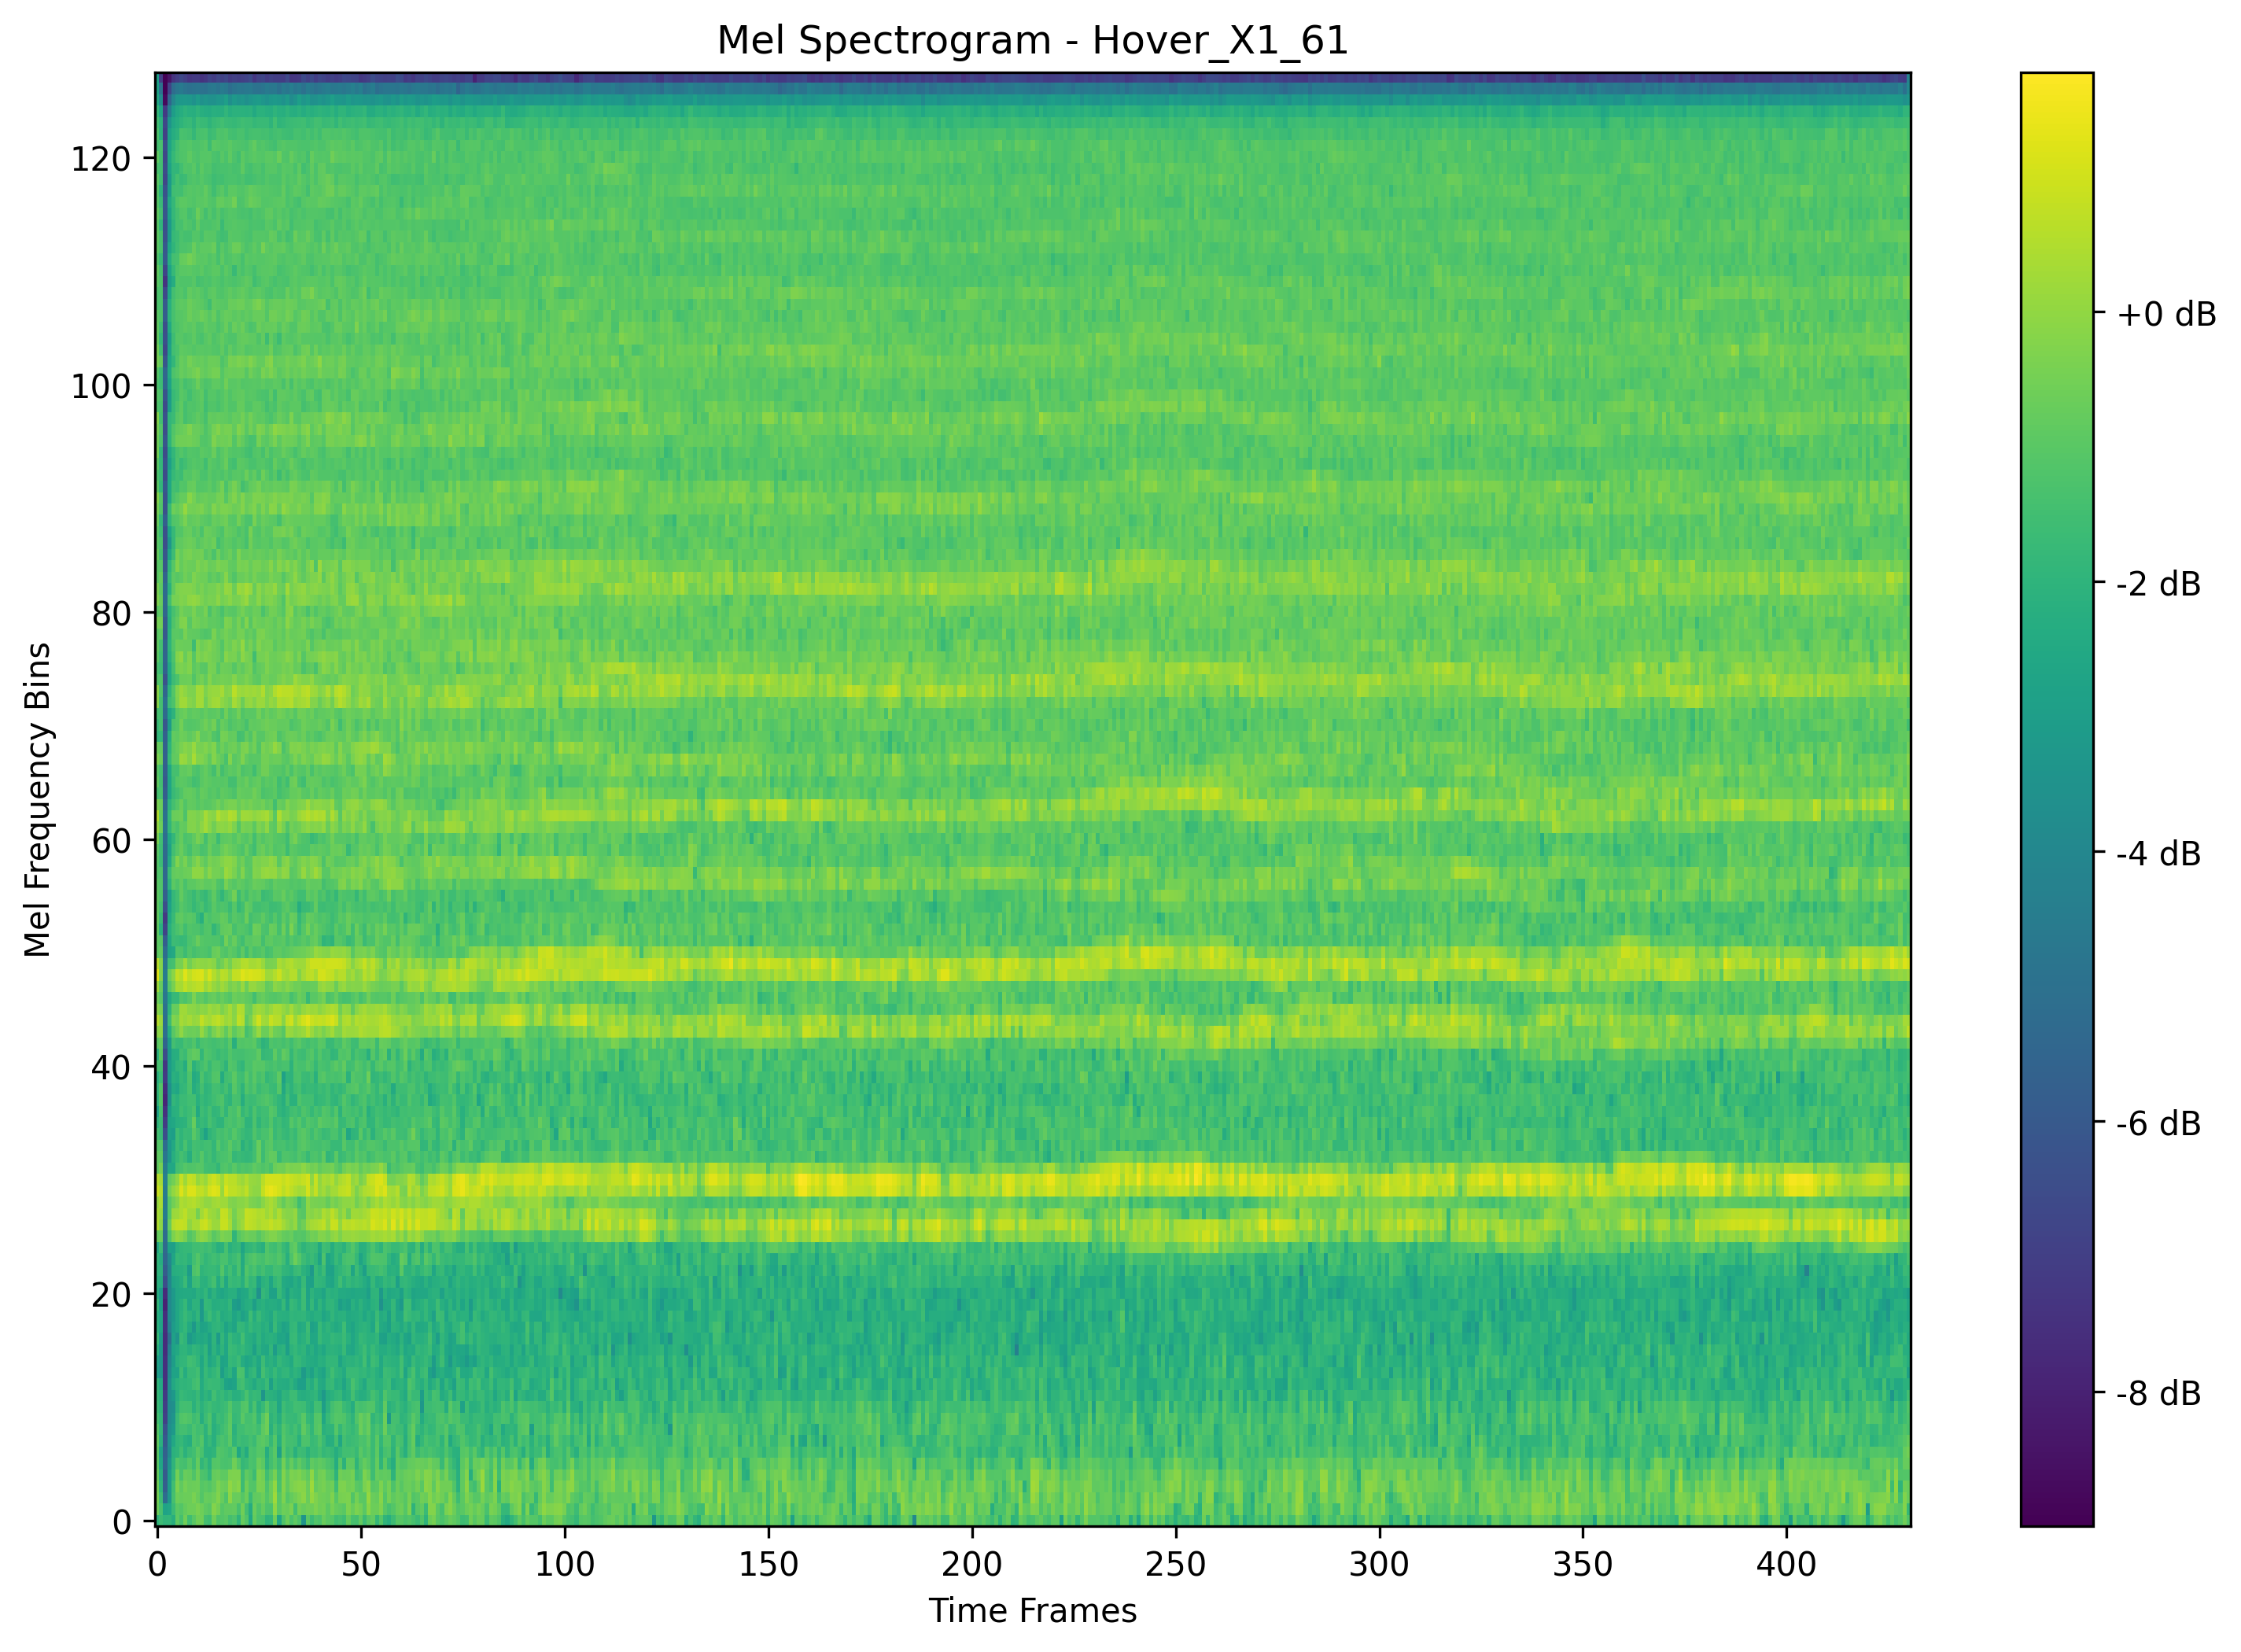 Mel Spectrogram - Hover_X1_61
Mel Frequency Bins
120
100
80
60
40
20
0
0 50 100 150 200 250 300 350 400
Time Frames
+0 dB
-2 dB
-4 dB
-6 dB
-8 dB